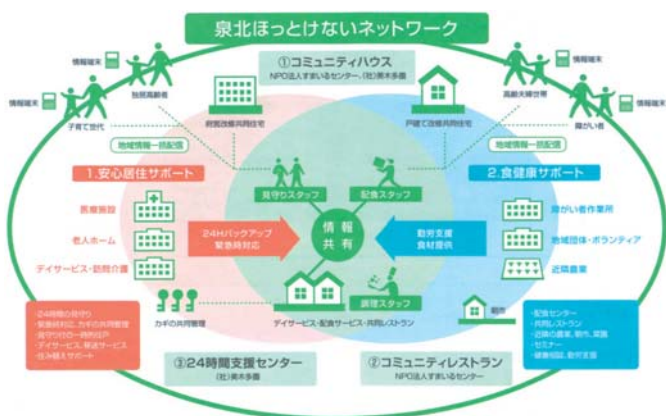 泉北ほっとけないネットワーク
①コミュニティハウス
NPO法人すまいるセンター、(社)美木多園
情報端末
独居高齢者
情報端末
子育て世代
府営改修共同住宅
戸建て改修共同住宅
情報端末
高齢夫婦世帯
情報端末
障がい者
地域情報一括配信
地域情報一括配信
1.安心居住サポート
2.食健康サポート
見守りスタッフ
配食スタッフ
医療施設
老人ホーム
デイサービス・訪問介護
24Hバックアップ
緊急時対応
情報
共有
勤労支援
食材提供
障がい者作業所
地域団体・ボランティア
近隣農業
カギの共同管理
調理スタッフ
デイサービス・配食サービス・共同レストラン
朝市
・24時間の見守り
・緊急時対応、カギの共同管理
・見守り付の一時的住戸
・デイサービス、
・住み替えサポート
・配食センター
・共同レストラン
・近隣の農業、朝市、菜園
・セミナー
・健康相談、勤労支援
③24時間支援センター
(社)美木多園
②コミュニティレストラン
NPO法人すまいるセンター